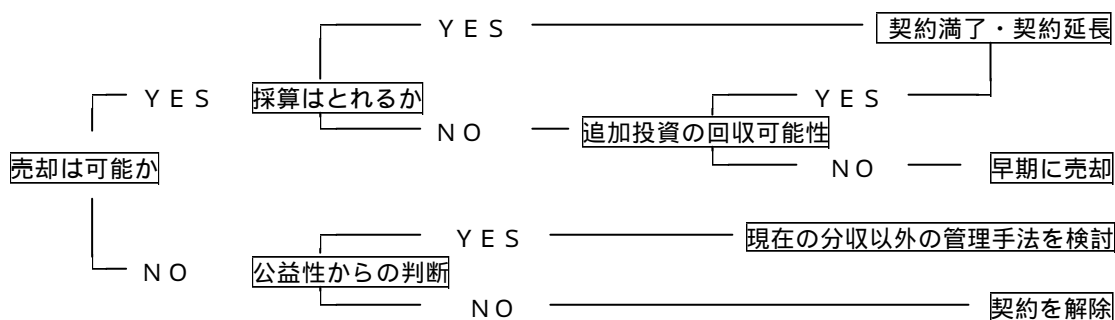 ＹＥＳ 契約満了・契約延長
ＹＥＳ 採算はとれるか ＹＥＳ
ＮＯ 追加投資の回収可能性
売却は可能か ＮＯ 早期に売却
ＹＥＳ 現在の分収以外の管理手法を検討
ＮＯ 公益性からの判断
ＮＯ 契約を解除